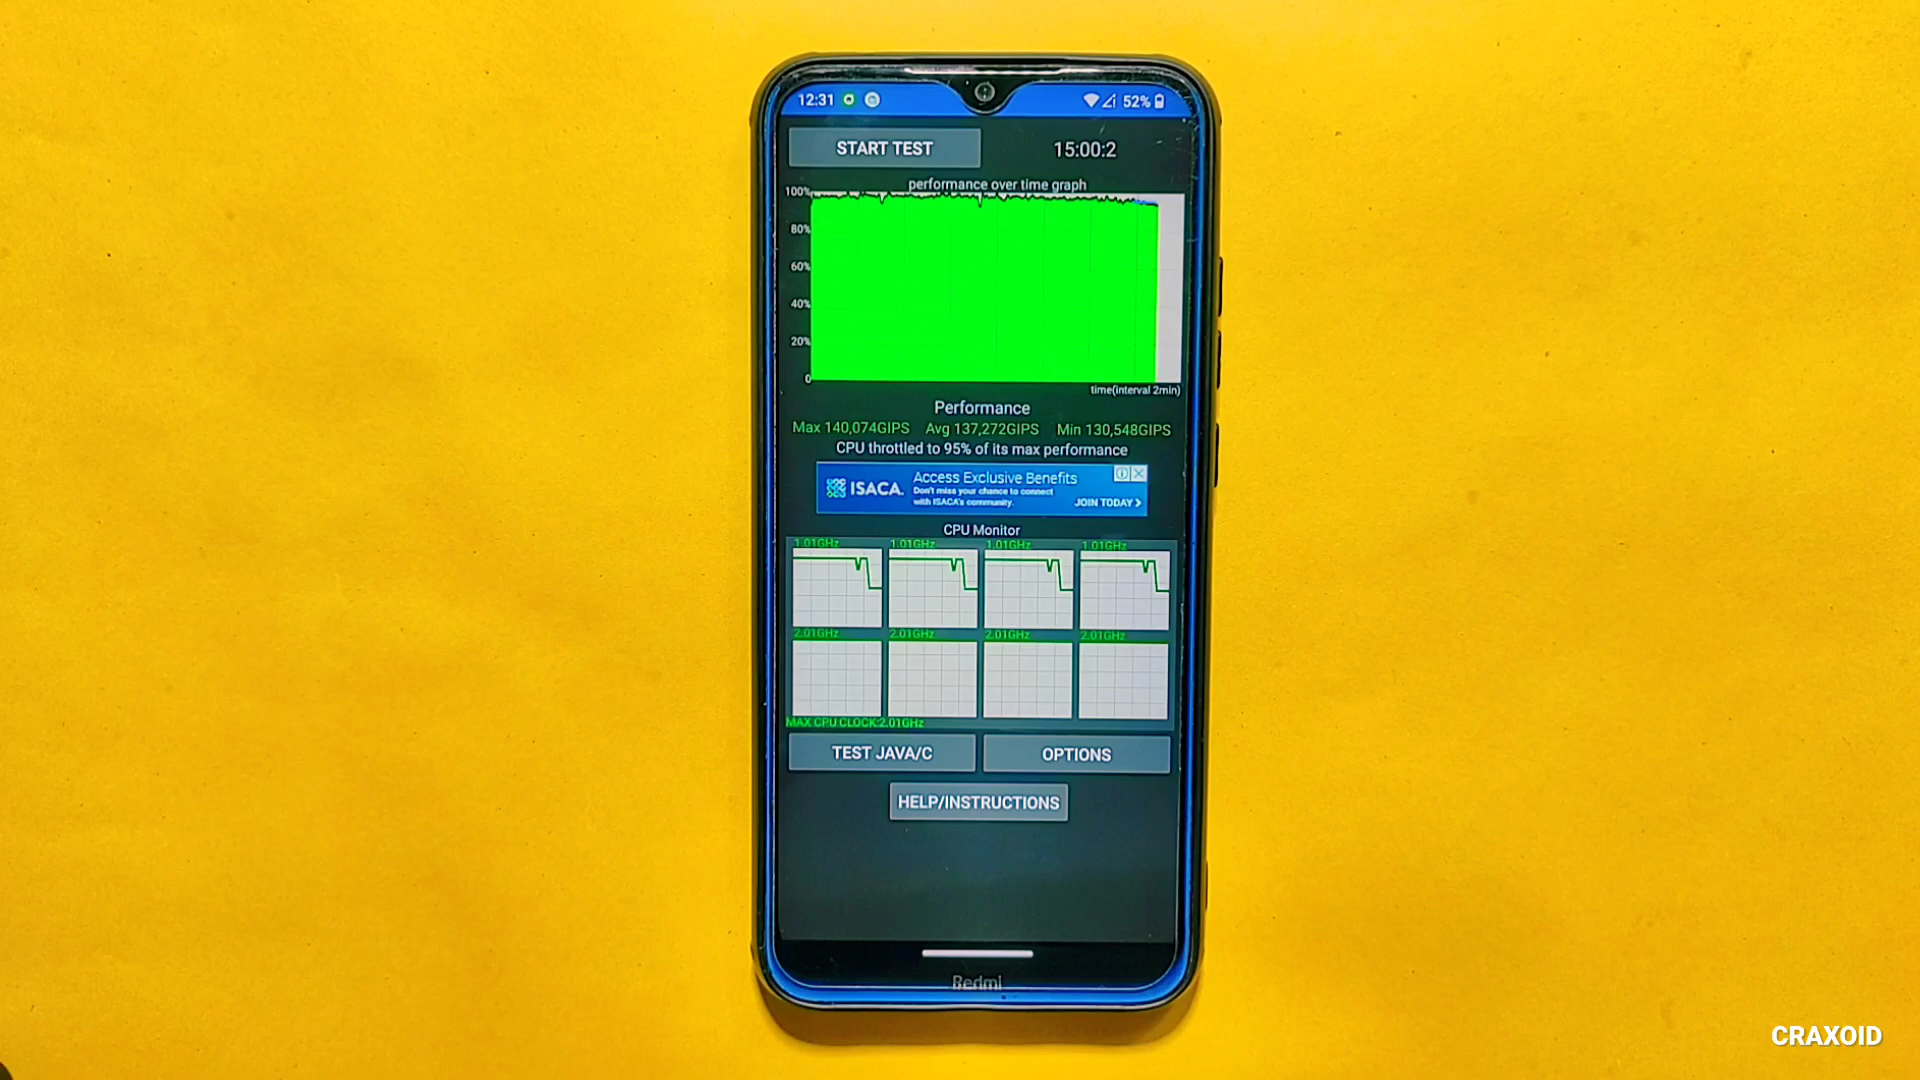 12:31 52%
START TEST 15:00:2
performance over time graph
100%
80%
60%
40%
20%
0
time(interval 2min)
Performance
Max 140,074GIPS Avg 137,272GIPS Min 130,548GIPS
CPU throttled to 95% of its max performance
ISACA. Access Exclusive Benefits
Don't miss your chance to connect
with ISACA's community. JOIN TODAY >
CPU Monitor
1.01GHz 1.01GHz 1.01GHz 1.01GHz
2.01GHz 2.01GHz 2.01GHz 2.01GHz
MAX CPU CLOCK:2.01GHz
TEST JAVA/C OPTIONS
HELP/INSTRUCTIONS
Redmi
CRAXOID